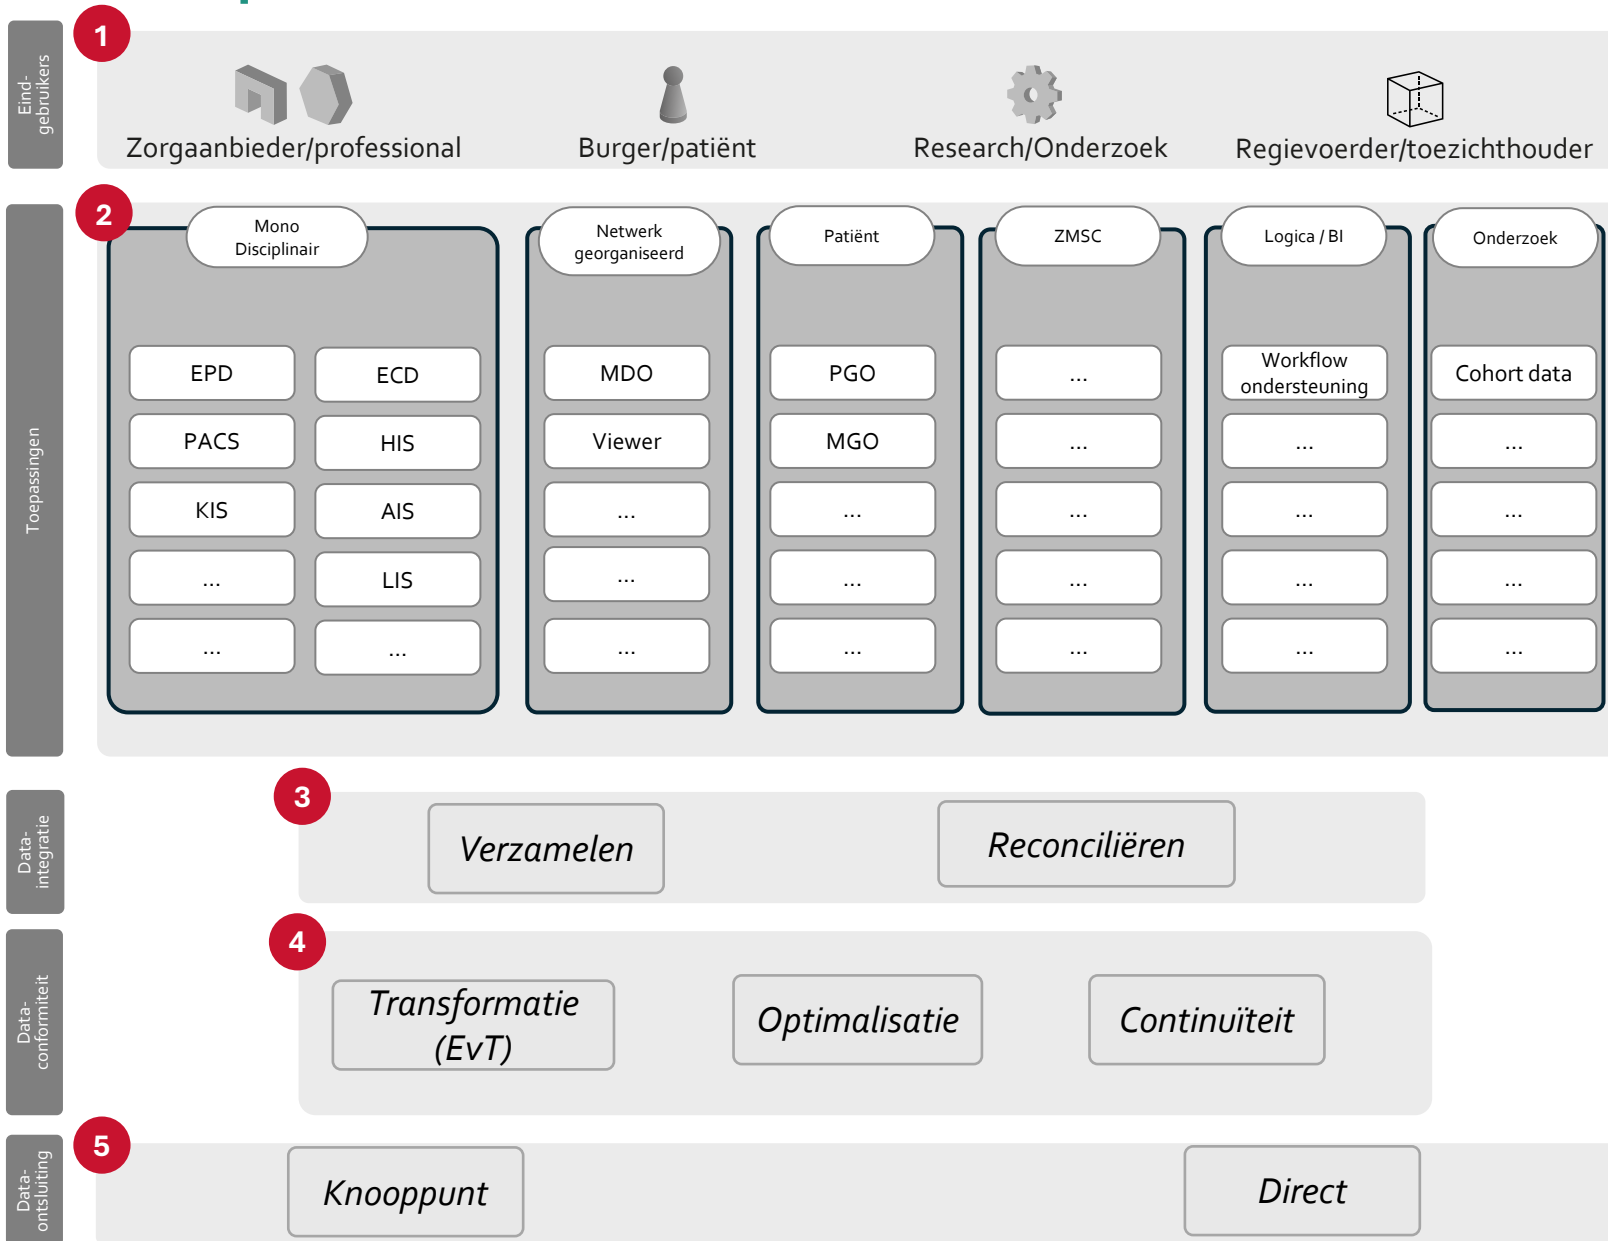 1
Eind-
gebruikers
Zorgaanbieder/professional
Burger/patiënt
Research/Onderzoek
Regievoerder/toezichthouder
2
Toepassingen
Mono
Disciplinair
Netwerk
georganiseerd
Patiënt
ZMSC
Logica / BI
Onderzoek
EPD
ECD
MDO
PGO
...
Workflow
ondersteuning
Cohort data
PACS
HIS
Viewer
MGO
...
...
...
KIS
AIS
...
...
...
...
...
...
LIS
...
...
...
...
...
...
...
...
...
...
...
...
3
Data-
integratie
Verzamelen
Reconciliëren
4
Data-
conformiteit
Transformatie
(EvT)
Optimalisatie
Continuïteit
5
Data-
ontsluiting
Knooppunt
Direct